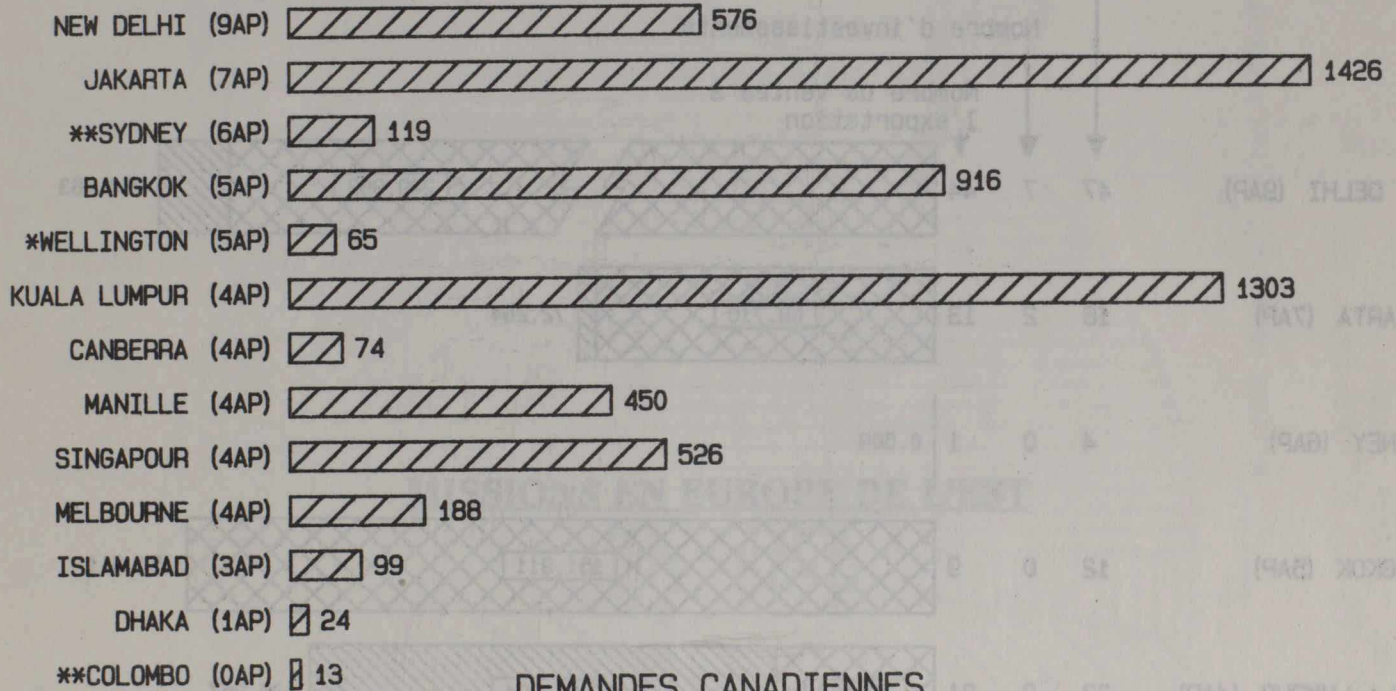 NEW DELHI (9AP) 576
JAKARTA (7AP) 1426
**SYDNEY (6AP) 119
BANGKOK (5AP) 916
*WELLINGTON (5AP) 65
KUALA LUMPUR (4AP) 1303
CANBERRA (4AP) 74
MANILLE (4AP) 450
SINGAPOUR (4AP) 526
MELBOURNE (4AP) 188
ISLAMABAD (3AP) 99
DHAKA (1AP) 24
**COLOMBO (0AP) 13
DEMANDES CANADIENNES